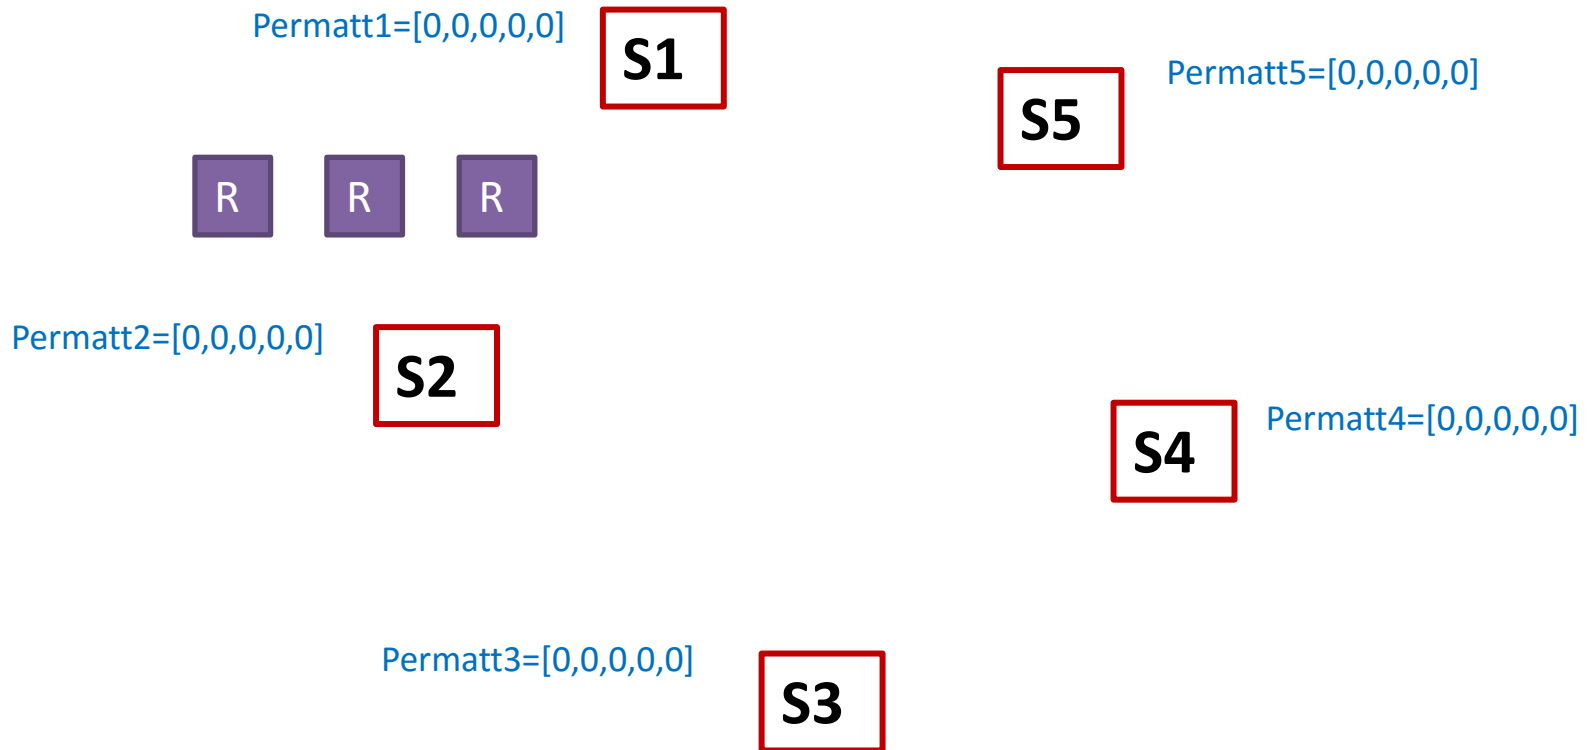 Permatt1=[0,0,0,0,0]
S1
S5
Permatt5=[0,0,0,0,0]
R R R
Permatt2=[0,0,0,0,0]
S2
S4
Permatt4=[0,0,0,0,0]
Permatt3=[0,0,0,0,0]
S3